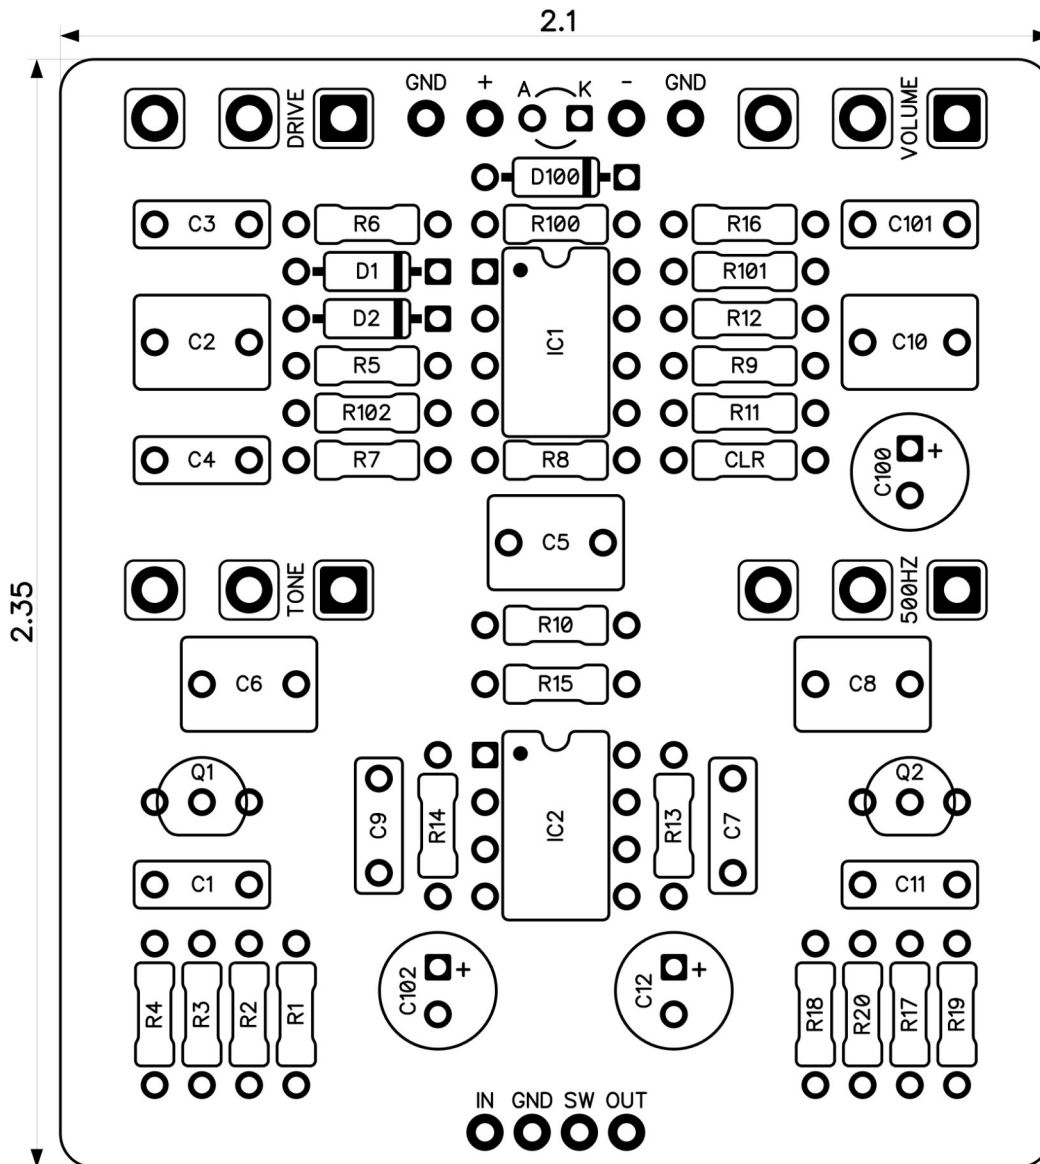 2.1
GND + A K - GND
DRIVE
VOLUME
D100
C3 R6 R100 R16 C101
D1 R101
D2 R12
C2 IC1 C10
R5 R9
R102 R11
C4 R7 R8 CLR C100 +
C5
2.35
TONE
500HZ
R10
C6 R15 C8
Q1 Q2
C9 R14 IC2 R13 C7
C1 C11
C102 + C12 +
R4 R3 R2 R1 R18 R20 R17 R19
IN GND SW OUT